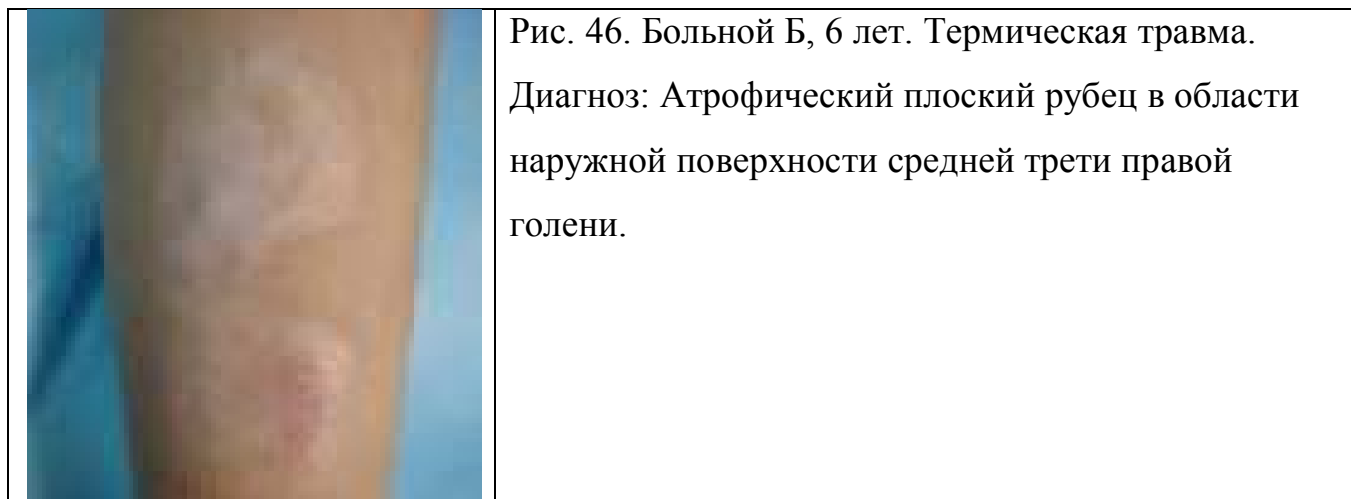 Рис. 46. Больной Б, 6 лет. Термическая травма.
Диагноз: Атрофический плоский рубец в области
наружной поверхности средней трети правой
голени.